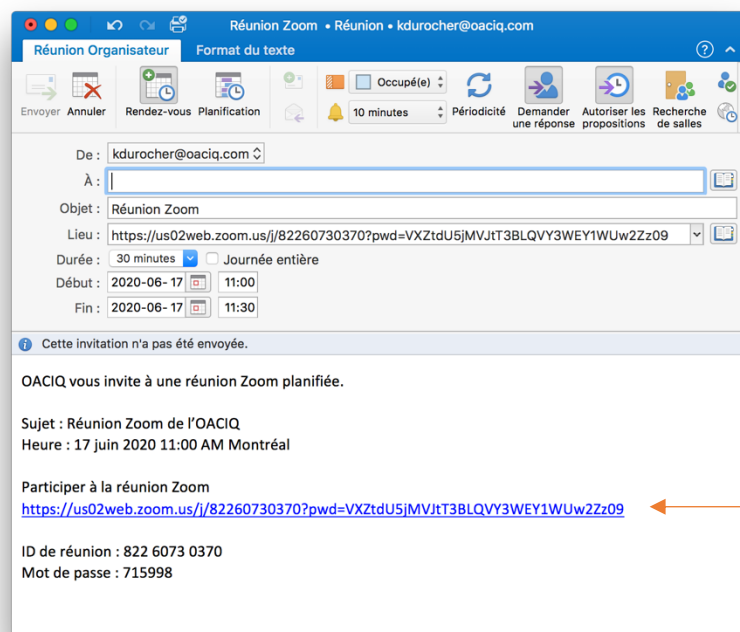 Réunion Zoom • Réunion • kdurocher@oaciq.com
Réunion Organisateur Format du texte ?
Envoyer Annuler Rendez-vous Planification Occupé(e) 10 minutes Périodicité Demander une réponse Autoriser les propositions Recherche de salles
De : kdurocher@oaciq.com
À :
Objet : Réunion Zoom
Lieu : https://us02web.zoom.us/j/82260730370?pwd=VXZtdU5jMVJtT3BLQVY3WEY1WUw2Zz09
Durée : 30 minutes Journée entière
Début : 2020-06-17 11:00
Fin : 2020-06-17 11:30
Cette invitation n'a pas été envoyée.
OACIQ vous invite à une réunion Zoom planifiée.
Sujet : Réunion Zoom de l'OACIQ
Heure : 17 juin 2020 11:00 AM Montréal
Participer à la réunion Zoom
https://us02web.zoom.us/j/82260730370?pwd=VXZtdU5jMVJtT3BLQVY3WEY1WUw2Zz09
ID de réunion : 822 6073 0370
Mot de passe : 715998